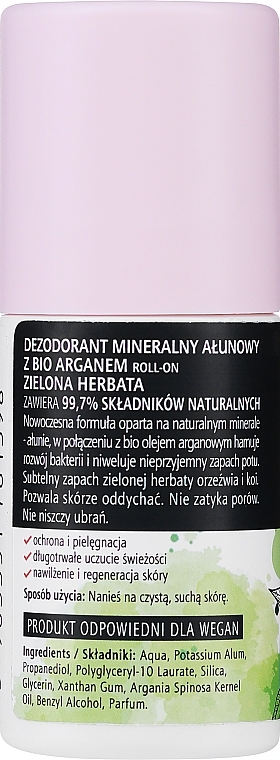 DEZODORANT MINERALNY AŁUNOWY
Z BIO ARGANEM ROLL-ON
ZIELONA HERBATA
ZAWIERA 99,7% SKŁADNIKÓW NATURALNYCH
Nowoczesna formuła oparta na naturalnym minerale
- ałunie, w połączeniu z bio olejem arganowym hamuje
rozwój bakterii i niweluje nieprzyjemny zapach potu.
Subtelny zapach zielonej herbaty orzeźwia i koi.
Pozwala skórze oddychać. Nie zatyka porów.
Nie niszczy ubrań.
✓ochrona i pielęgnacja
✓długotrwałe uczucie świeżości
✓nawilżenie i regeneracja skóry
Sposób użycia: Nanieś na czystą, suchą skórę.
PRODUKT ODPOWIEDNI DLA WEGAN
Ingredients / Składniki: Aqua, Potassium Alum,
Propanediol, Polyglyceryl-10 Laurate, Silica,
Glycerin, Xanthan Gum, Argania Spinosa Kernel
Oil, Benzyl Alcohol, Parfum.